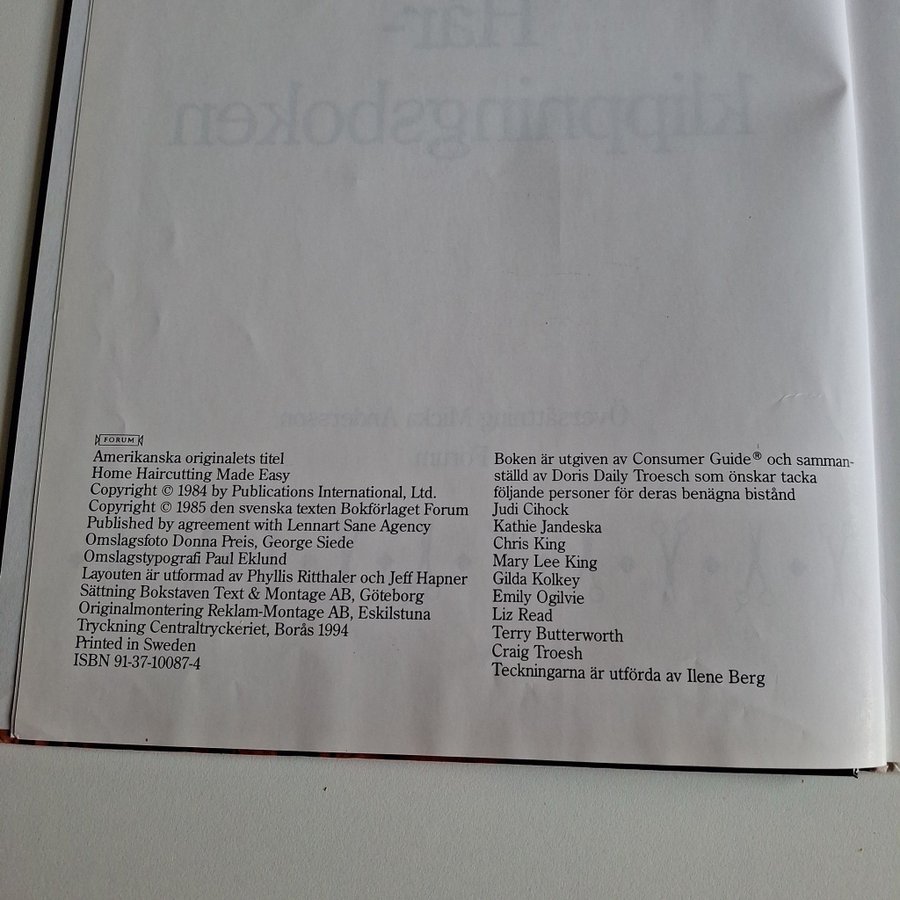 Hår-
klippningsboken
Översättning Micka Andersson
Forum
FORUM
Amerikanska originalets titel
Home Haircutting Made Easy
Copyright © 1984 by Publications International, Ltd.
Copyright © 1985 den svenska texten Bokförlaget Forum
Published by agreement with Lennart Sane Agency
Omslagsfoto Donna Preis, George Siede
Omslagstypografi Paul Eklund
Layouten är utformad av Phyllis Ritthaler och Jeff Hapner
Sättning Bokstaven Text & Montage AB, Göteborg
Originalmontering Reklam-Montage AB, Eskilstuna
Tryckning Centraltryckeriet, Borås 1994
Printed in Sweden
ISBN 91-37-10087-4
Boken är utgiven av Consumer Guide® och samman-
ställd av Doris Daily Troesch som önskar tacka
följande personer för deras benägna bistånd
Judi Cihock
Kathie Jandeska
Chris King
Mary Lee King
Gilda Kolkey
Emily Ogilvie
Liz Read
Terry Butterworth
Craig Troesh
Teckningarna är utförda av Ilene Berg